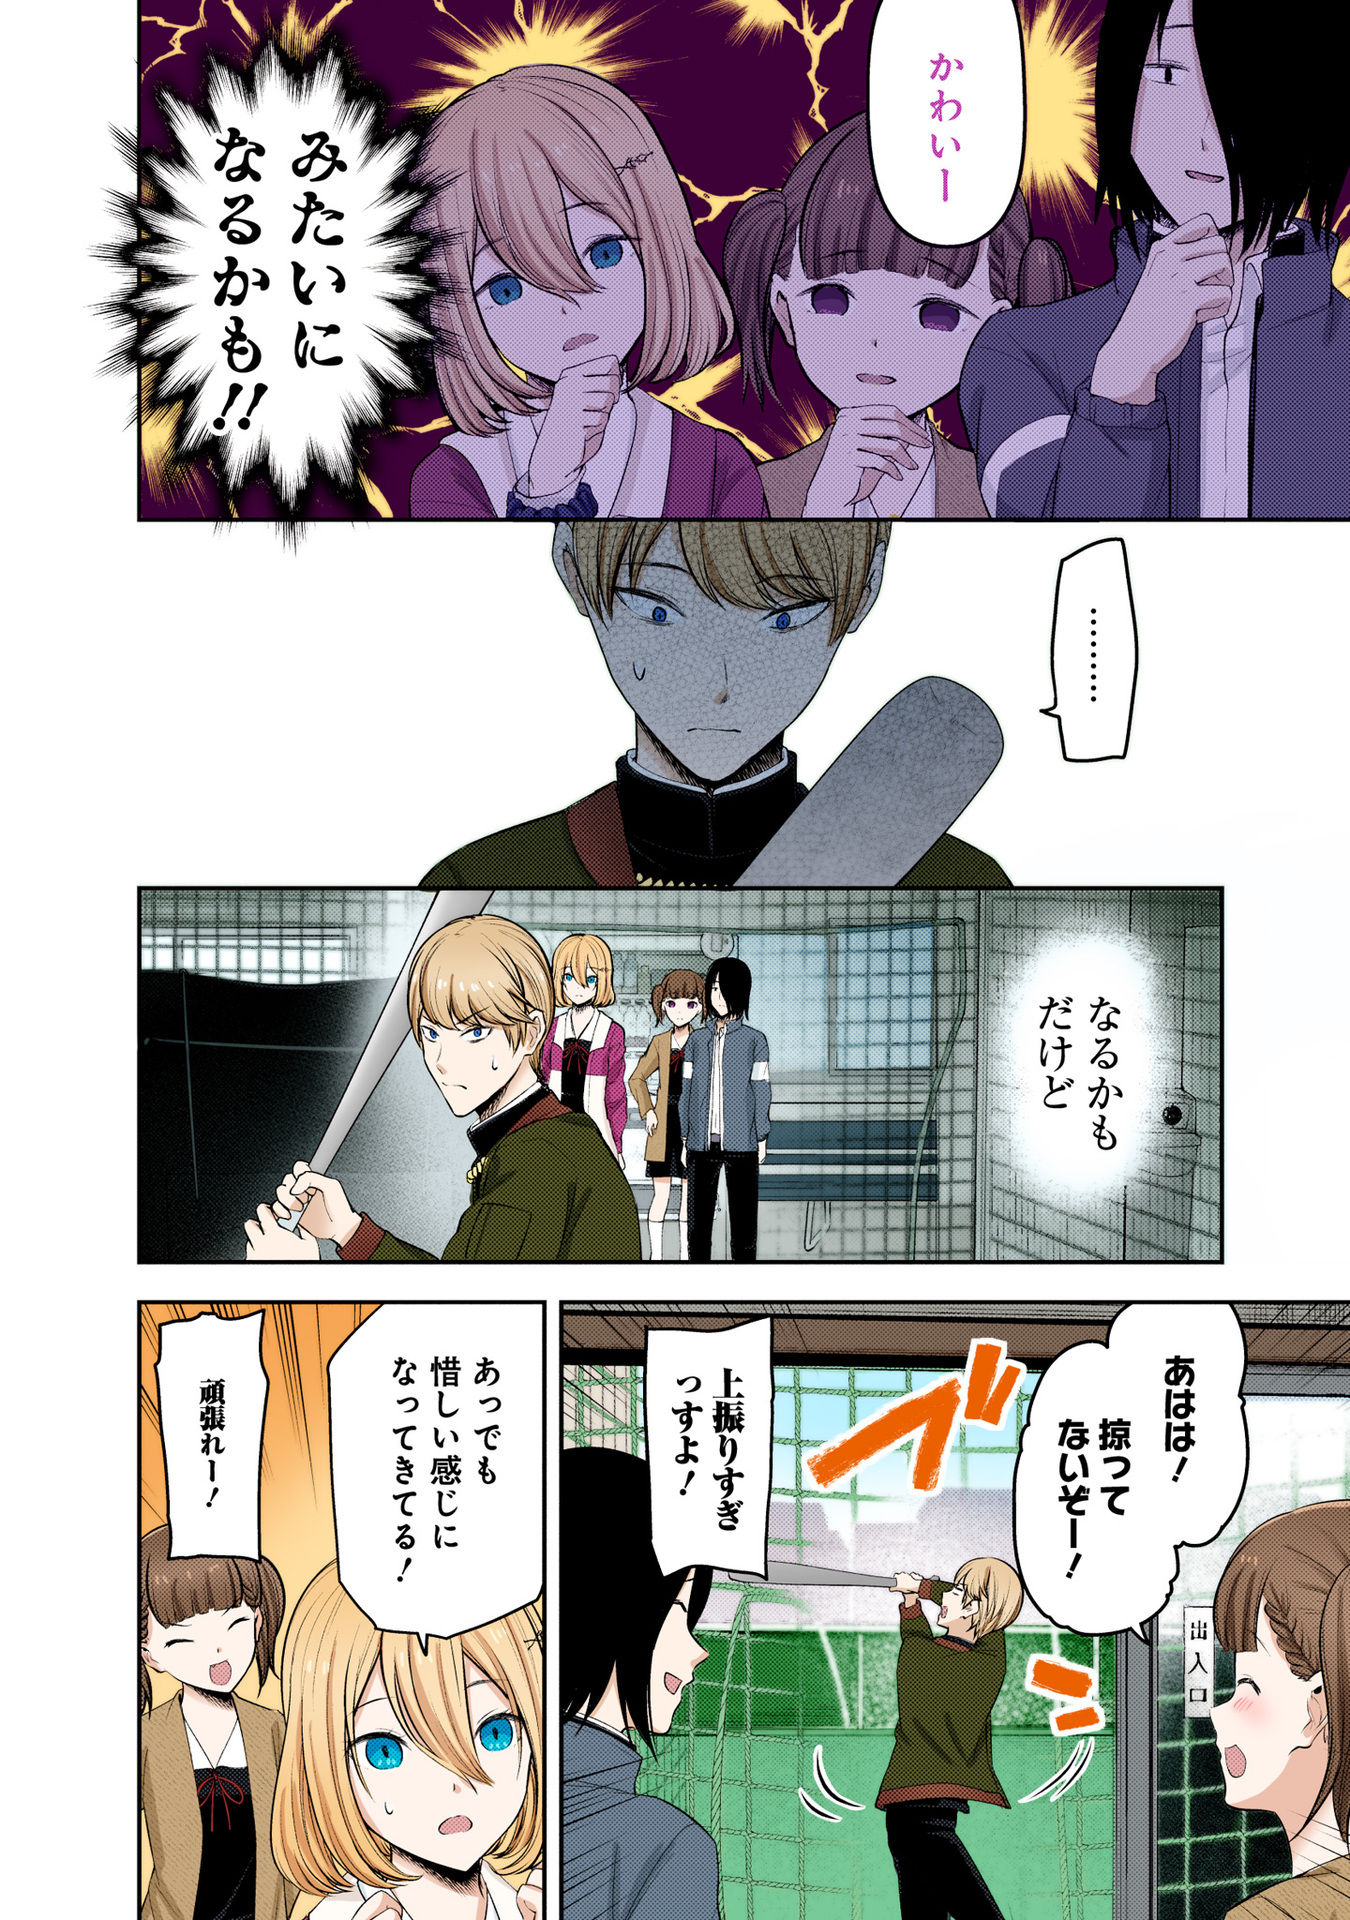 かわいー
みたいに
なるかも!!
………
なるかも
だけど
あはは!
掠って
ないぞー!
ブン
出入口
上振りすぎ
っすよ!
あっでも
惜しい感じに
なってきてる!
頑張れー!